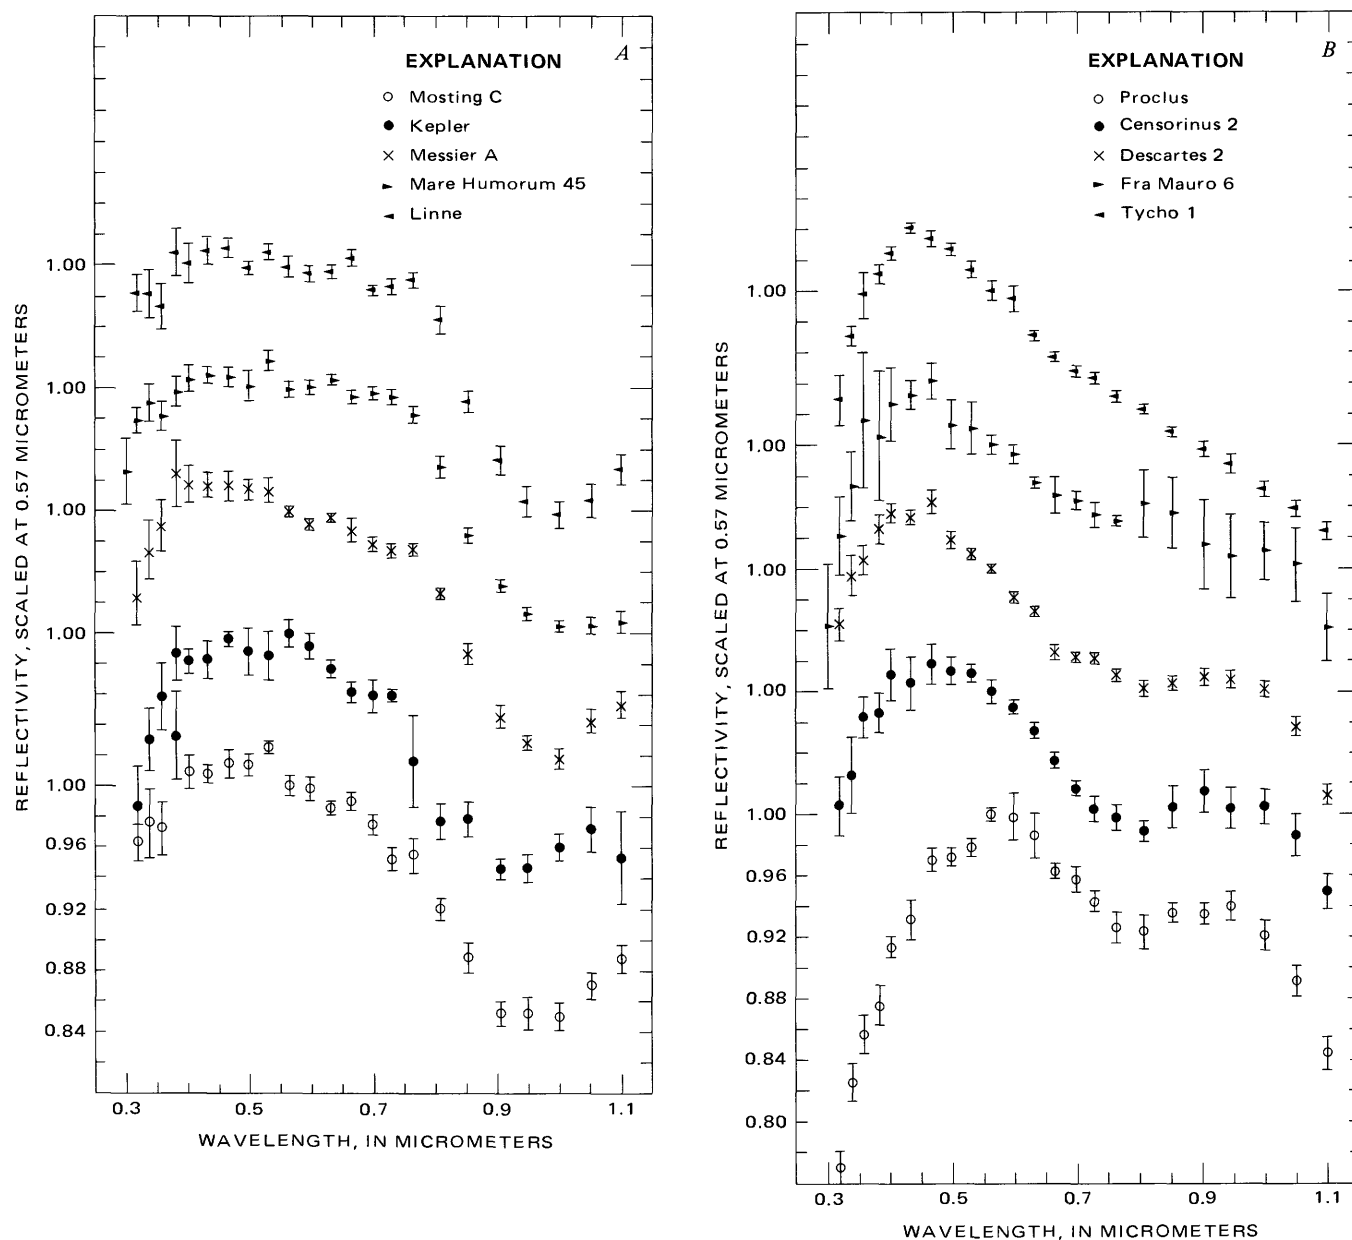 A
EXPLANATION
Mosting C
Kepler
Messier A
Mare Humorum 45
Linne
REFLECTIVITY, SCALED AT 0.57 MICROMETERS
1.00
1.00
1.00
1.00
1.00
0.96
0.92
0.88
0.84
0.3 0.5 0.7 0.9 1.1
WAVELENGTH, IN MICROMETERS
B
EXPLANATION
Proclus
Censorinus 2
Descartes 2
Fra Mauro 6
Tycho 1
REFLECTIVITY, SCALED AT 0.57 MICROMETERS
1.00
1.00
1.00
1.00
1.00
0.96
0.92
0.88
0.84
0.80
0.3 0.5 0.7 0.9 1.1
WAVELENGTH, IN MICROMETERS